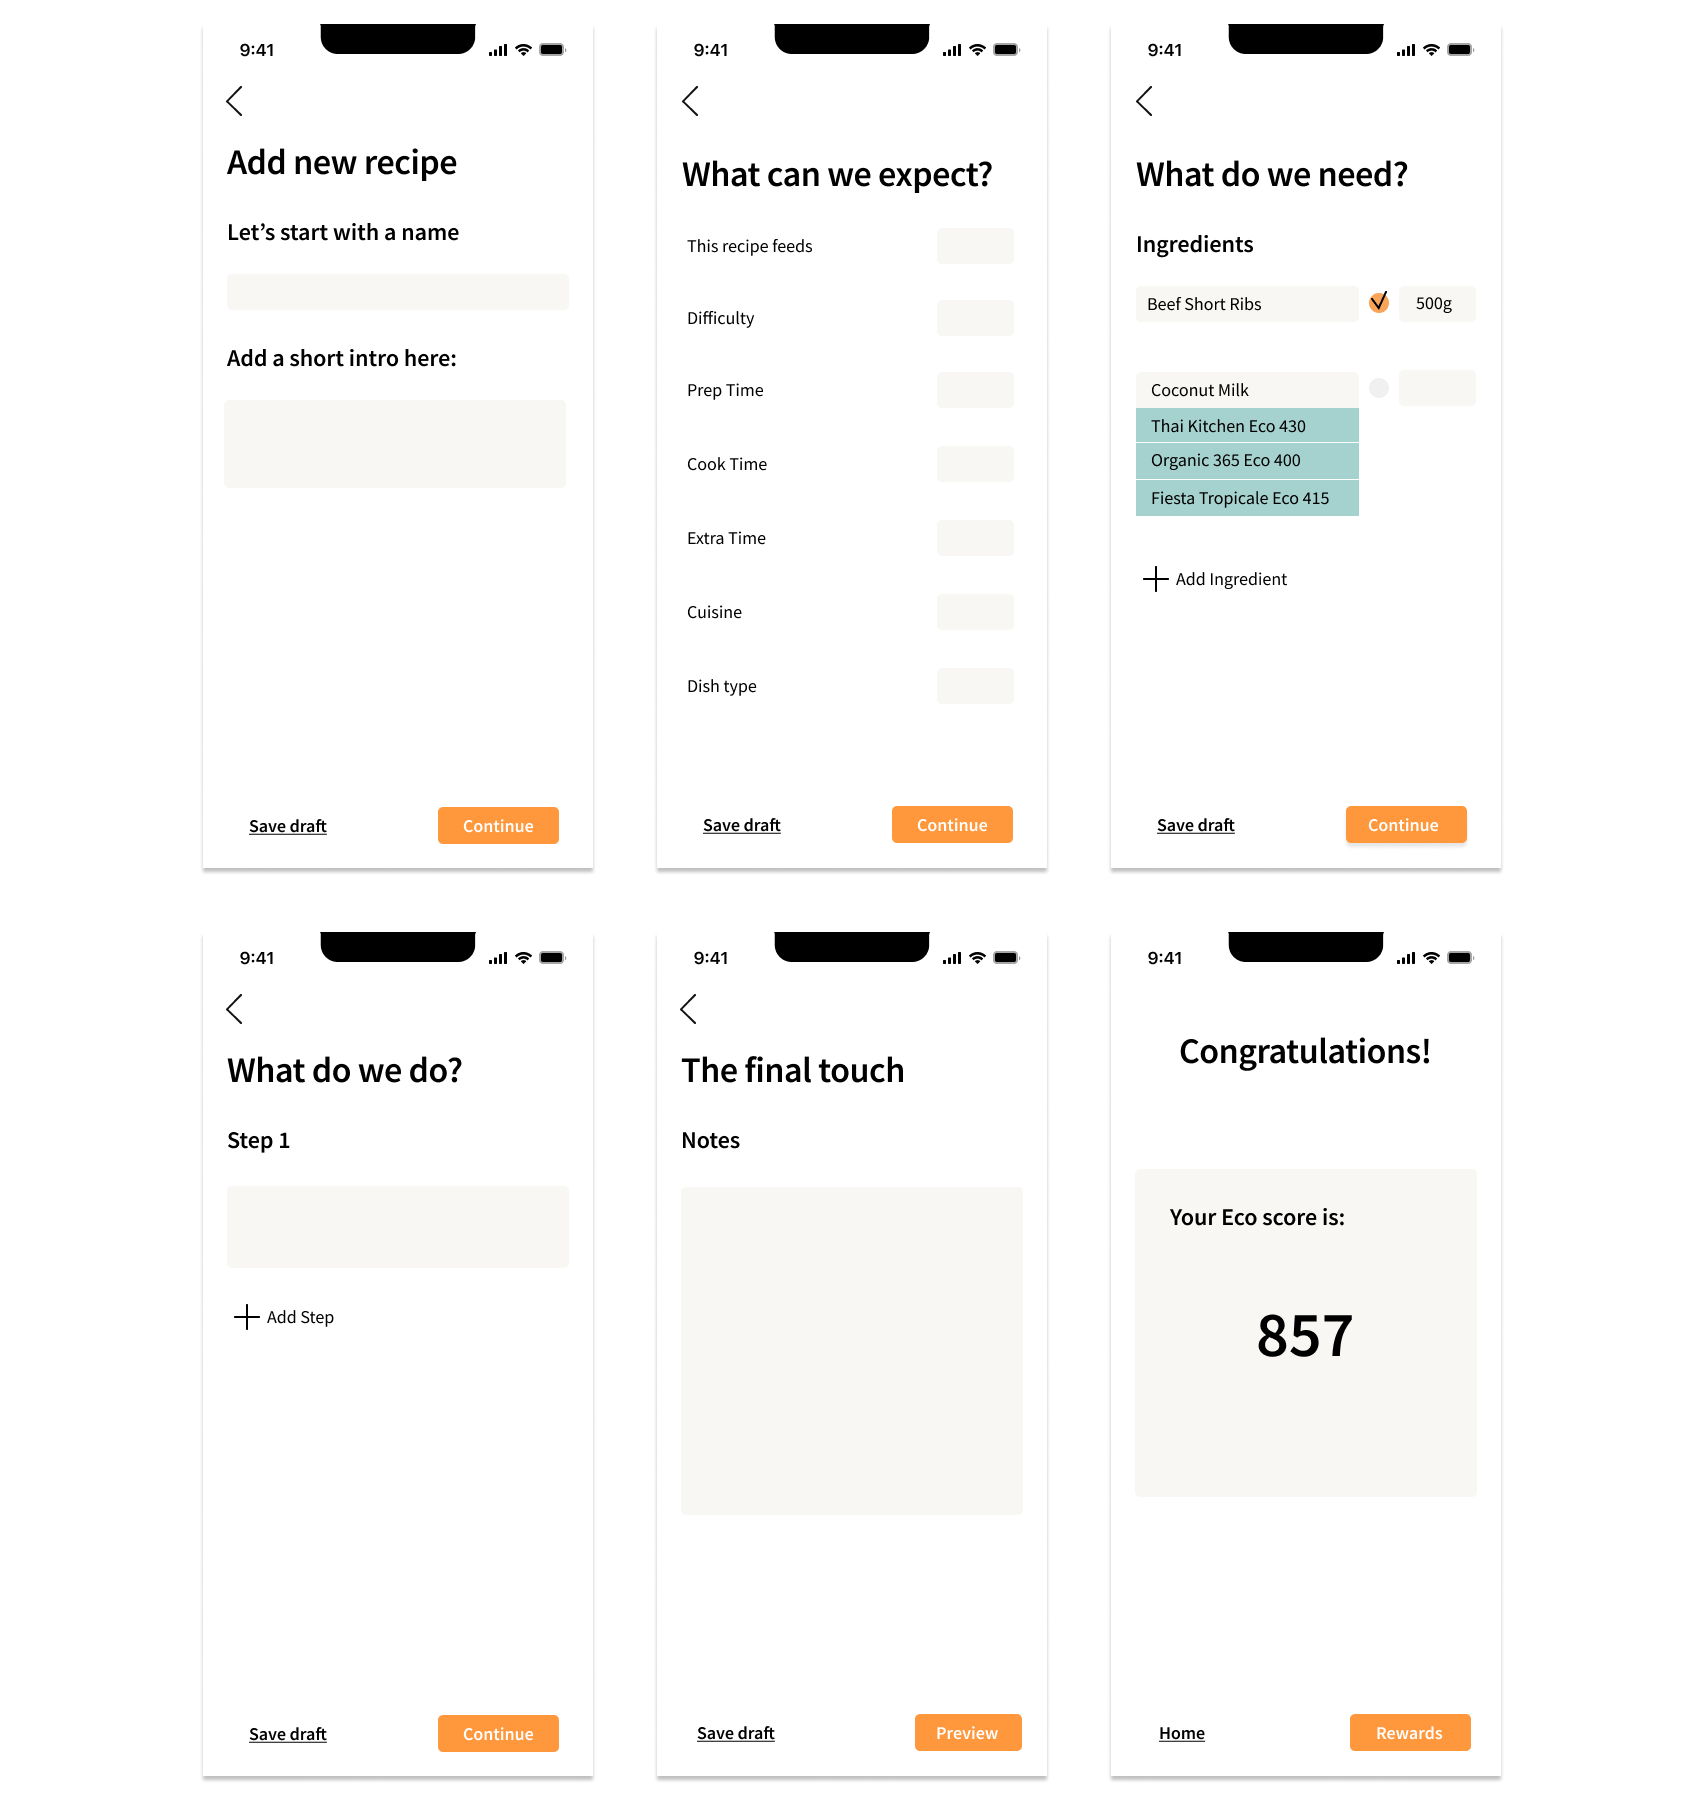 9:41
Add new recipe
Let's start with a name
Add a short intro here:
Save draft
Continue
9:41
What can we expect?
This recipe feeds
Difficulty
Prep Time
Cook Time
Extra Time
Cuisine
Dish type
Save draft
Continue
9:41
What do we need?
Ingredients
Beef Short Ribs
500g
Coconut Milk
Thai Kitchen Eco 430
Organic 365 Eco 400
Fiesta Tropicale Eco 415
Add Ingredient
Save draft
Continue
9:41
What do we do?
Step 1
Add Step
Save draft
Continue
9:41
The final touch
Notes
Save draft
Preview
9:41
Congratulations!
Your Eco score is:
857
Home
Rewards